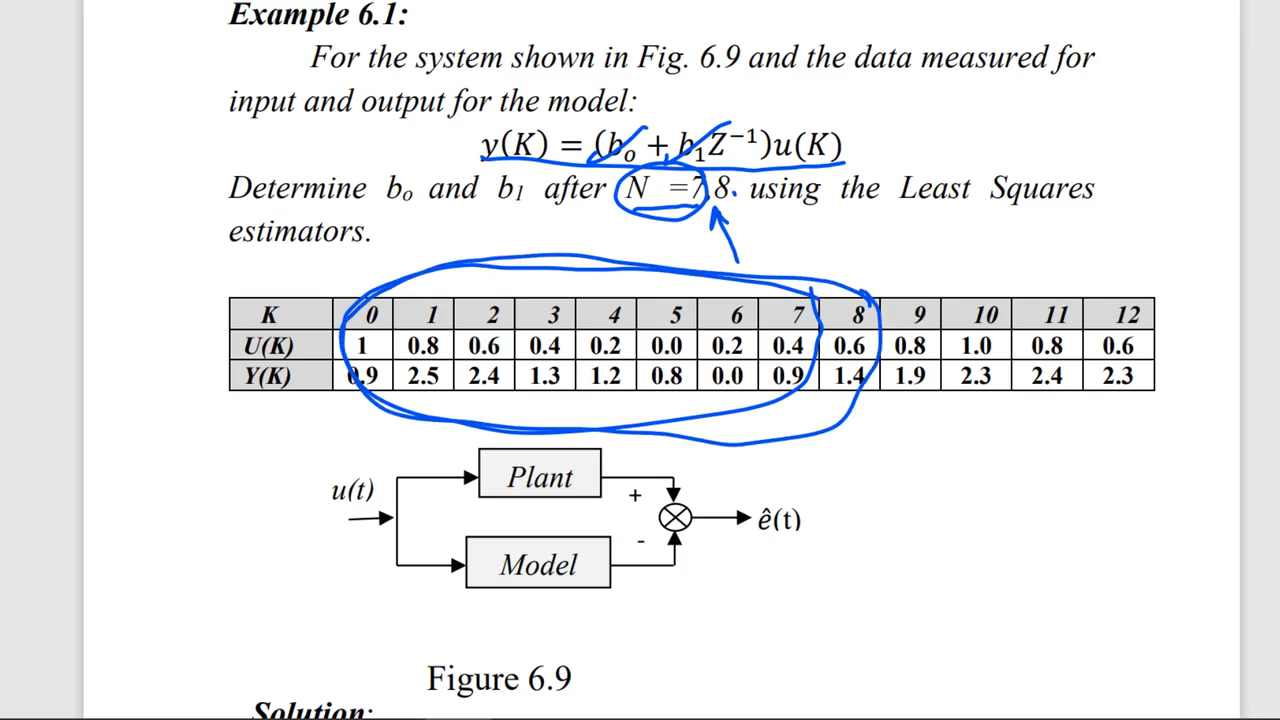 Example 6.1:
For the system shown in Fig. 6.9 and the data measured for
input and output for the model:
y(K) = (b₀ + b₁Z⁻¹)u(K)
Determine b₀ and b₁ after N =7,8. using the Least Squares
estimators.
K 0 1 2 3 4 5 6 7 8 9 10 11 12
U(K) 1 0.8 0.6 0.4 0.2 0.0 0.2 0.4 0.6 0.8 1.0 0.8 0.6
Y(K) 0.9 2.5 2.4 1.3 1.2 0.8 0.0 0.9 1.4 1.9 2.3 2.4 2.3
Plant
u(t)
+
ê(t)
-
Model
Figure 6.9
Solution: